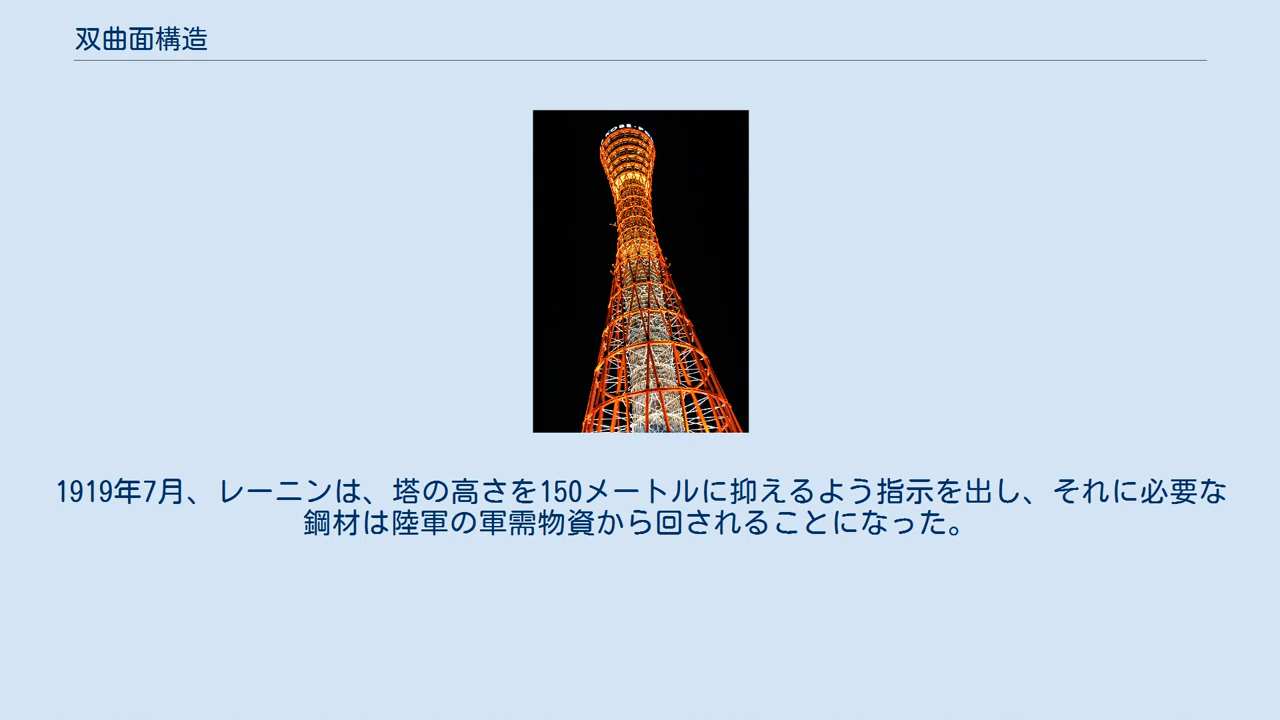 双曲面構造
1919年7月、レーニンは、塔の高さを150メートルに抑えるよう指示を出し、それに必要な
鋼材は陸軍の軍需物資から回されることになった。